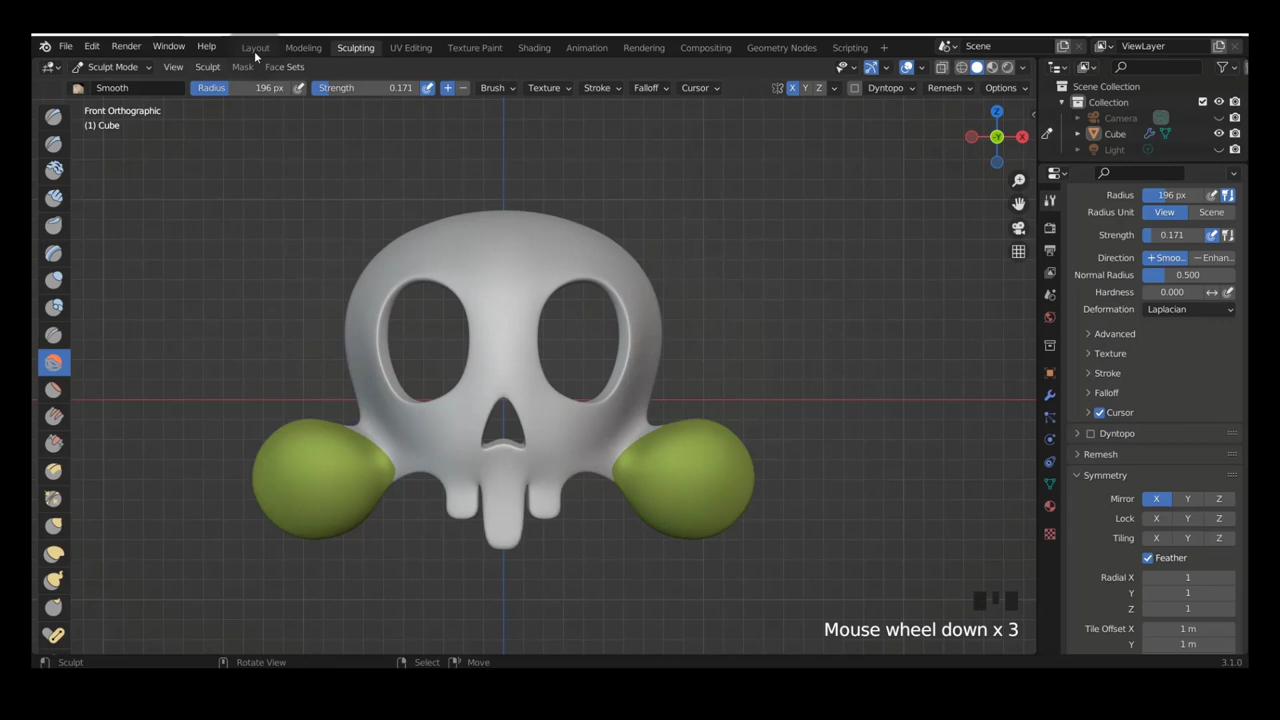 File Edit Render Window Help Layout Modeling Sculpting UV Editing Texture Paint Shading Animation Rendering Compositing Geometry Nodes Scripting + Scene ViewLayer
Sculpt Mode View Sculpt Mask Face Sets
Smooth Radius 196 px Strength 0.171 + − Brush Texture Stroke Falloff Cursor X Y Z Dyntopo Remesh Options
Front Orthographic
(1) Cube
Z
-Y X
Scene Collection
Collection
Camera
Cube
Light
Radius 196 px
Radius Unit View Scene
Strength 0.171
Direction +Smoo... −Enhan...
Normal Radius 0.500
Hardness 0.000
Deformation Laplacian
Advanced
Texture
Stroke
Falloff
Cursor
Dyntopo
Remesh
Symmetry
Mirror X Y Z
Lock X Y Z
Tiling X Y Z
Feather
Radial X 1
Y 1
Z 1
Tile Offset X 1 m
Y 1 m
Mouse wheel down x 3
Sculpt Rotate View Select Move 3.1.0